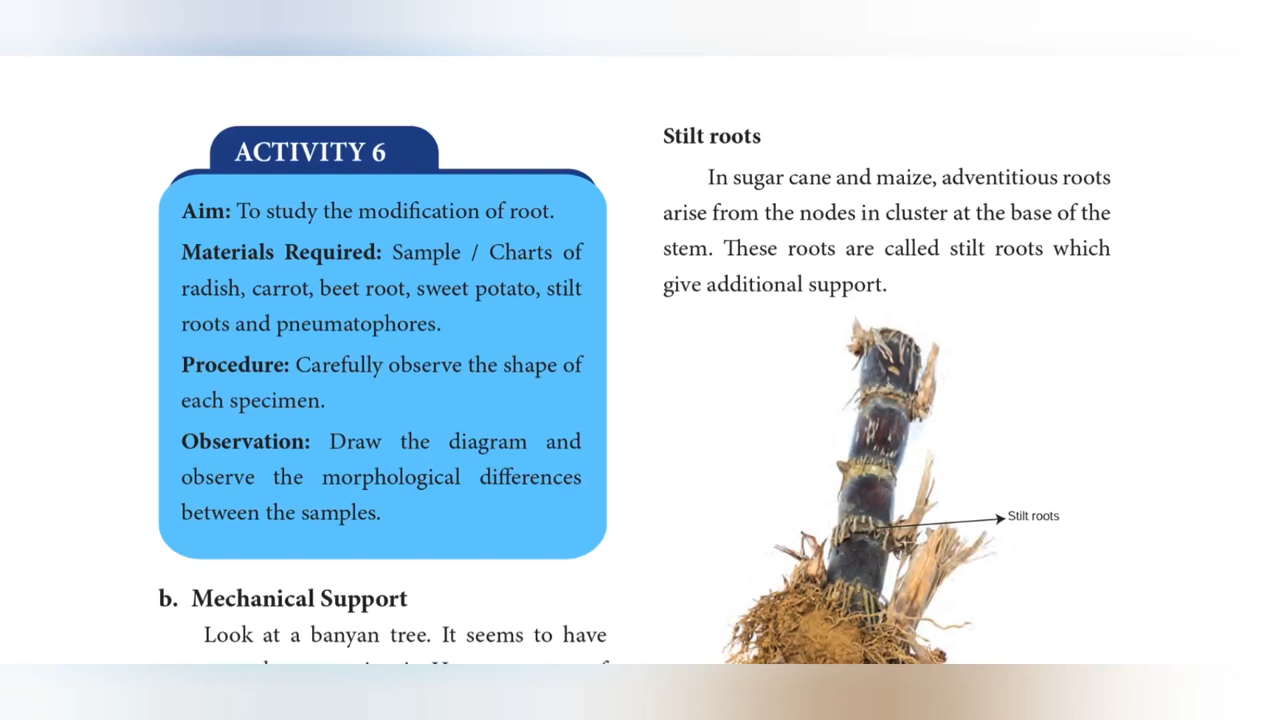 ACTIVITY 6
Aim: To study the modification of root.
Materials Required: Sample / Charts of
radish, carrot, beet root, sweet potato, stilt
roots and pneumatophores.
Procedure: Carefully observe the shape of
each specimen.
Observation: Draw the diagram and
observe the morphological differences
between the samples.
b. Mechanical Support
Look at a banyan tree. It seems to have
Stilt roots
In sugar cane and maize, adventitious roots
arise from the nodes in cluster at the base of the
stem. These roots are called stilt roots which
give additional support.
Stilt roots